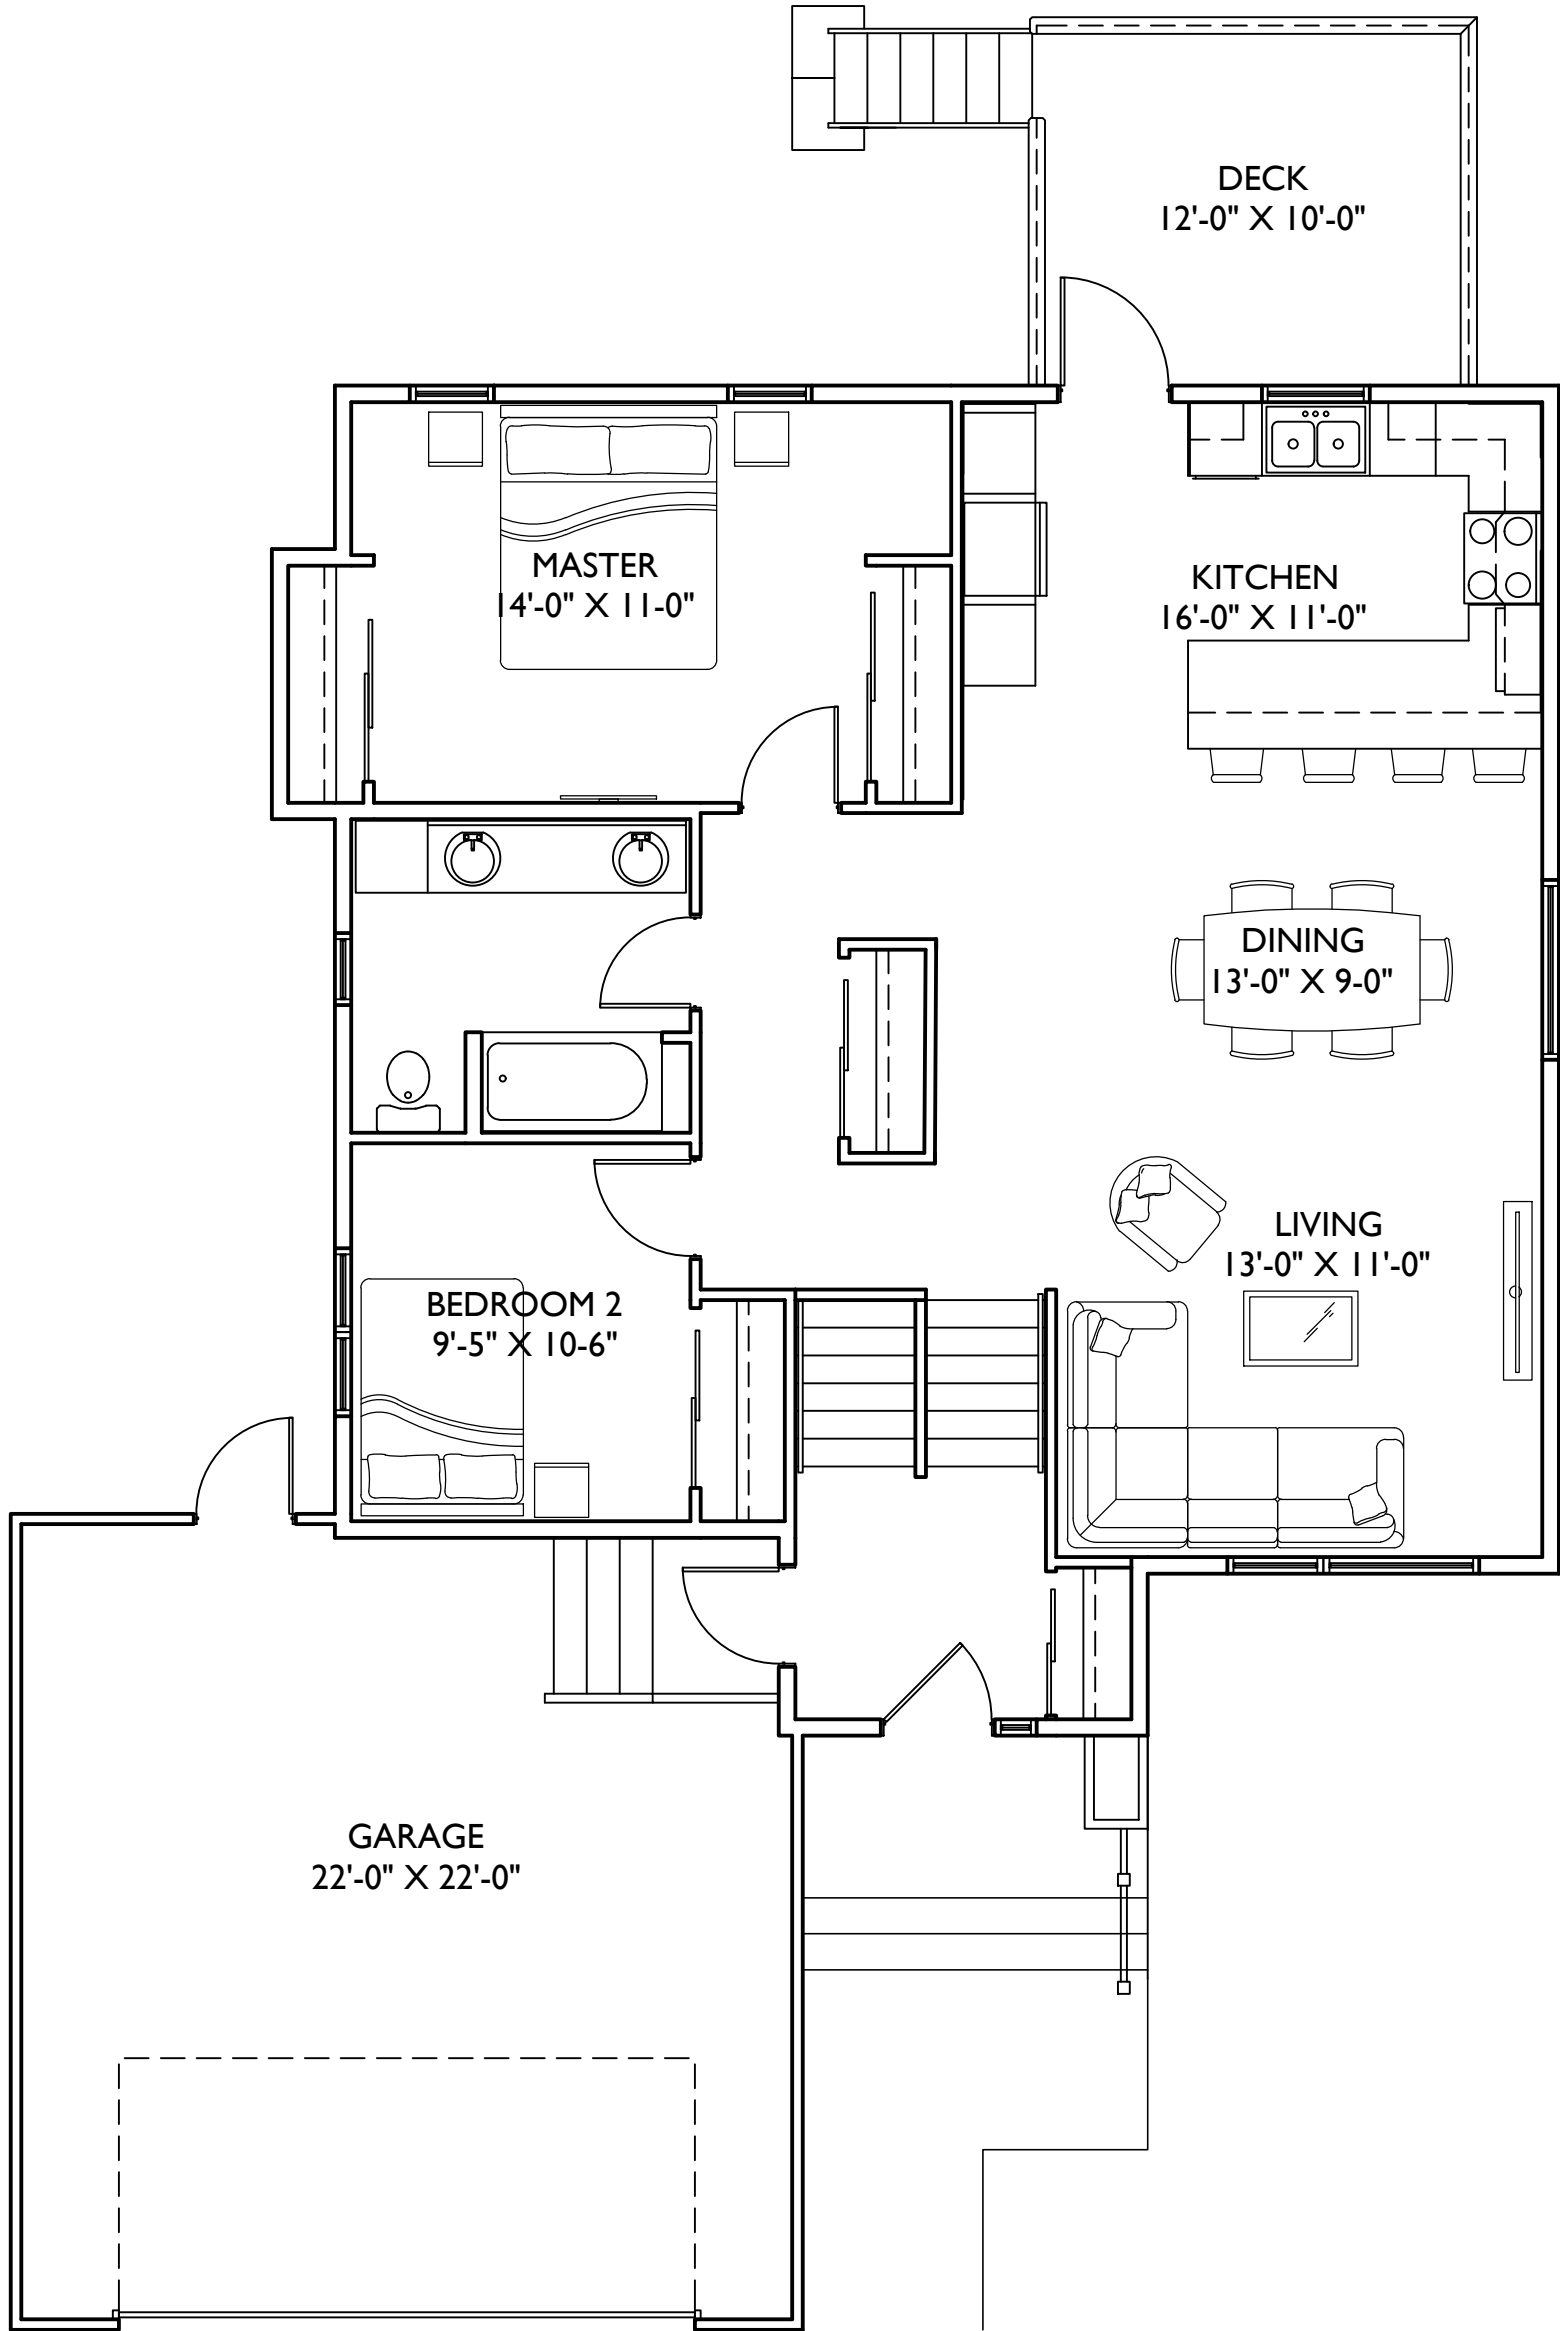 DECK
12'-0" X 10'-0"
MASTER
14'-0" X 11-0"
KITCHEN
16'-0" X 11'-0"
DINING
13'-0" X 9-0"
LIVING
13'-0" X 11'-0"
BEDROOM 2
9'-5" X 10-6"
GARAGE
22'-0" X 22'-0"